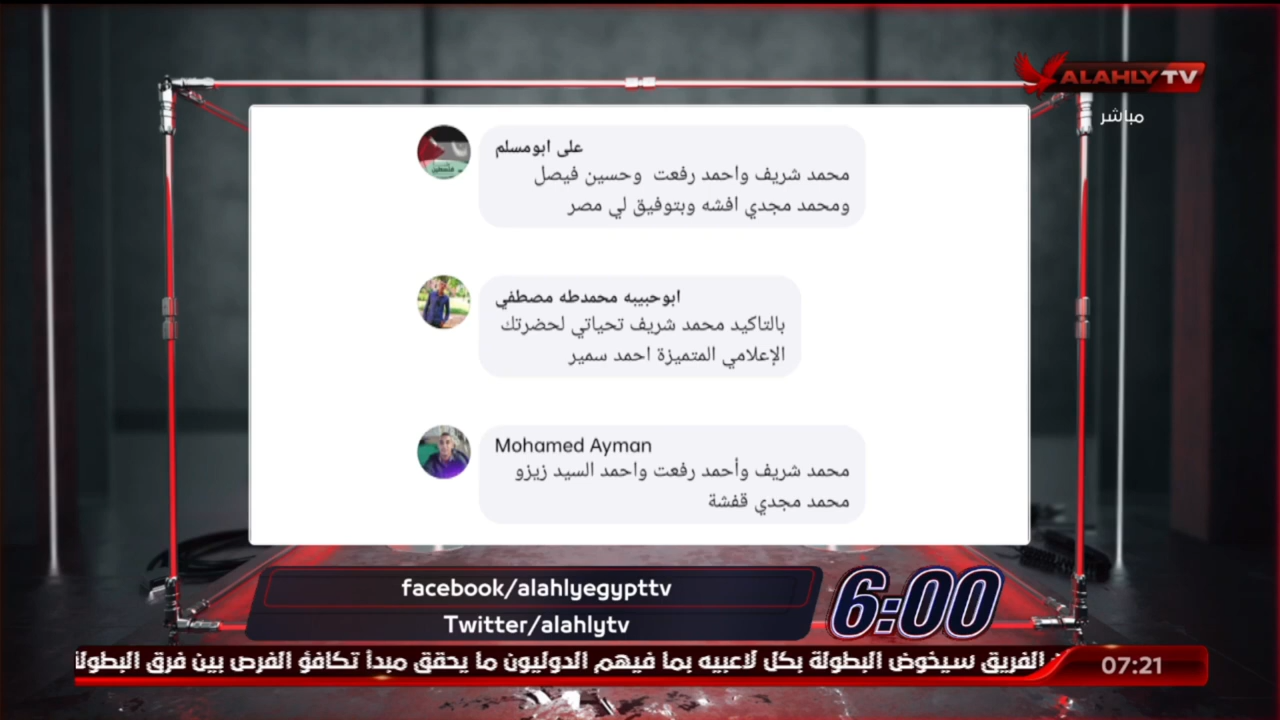 ALAHLY TV
مباشر
على ابومسلم
محمد شريف واحمد رفعت وحسين فيصل
ومحمد مجدي افشه وبتوفيق لي مصر
ابوحبيبه محمدطه مصطفي
بالتاكيد محمد شريف تحياتي لحضرتك
الإعلامي المتميزة احمد سمير
Mohamed Ayman
محمد شريف وأحمد رفعت واحمد السيد زيزو
محمد مجدي قفشة
facebook/alahlyegypttv
Twitter/alahlytv
6:00
الفريق سيخوض البطولة بكل لاعبيه بما فيهم الدوليون ما يحقق مبدأ تكافؤ الفرص بين فرق
07:21